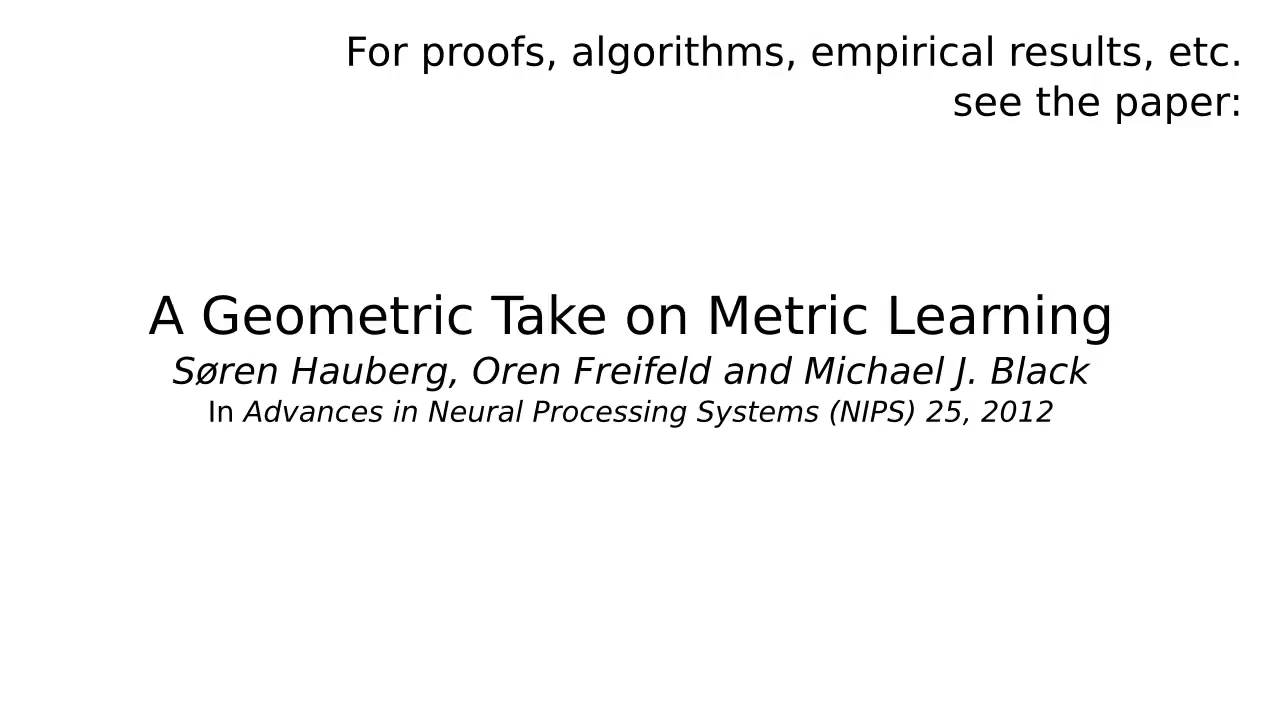 For proofs, algorithms, empirical results, etc.
see the paper:
A Geometric Take on Metric Learning
Søren Hauberg, Oren Freifeld and Michael J. Black
In Advances in Neural Processing Systems (NIPS) 25, 2012